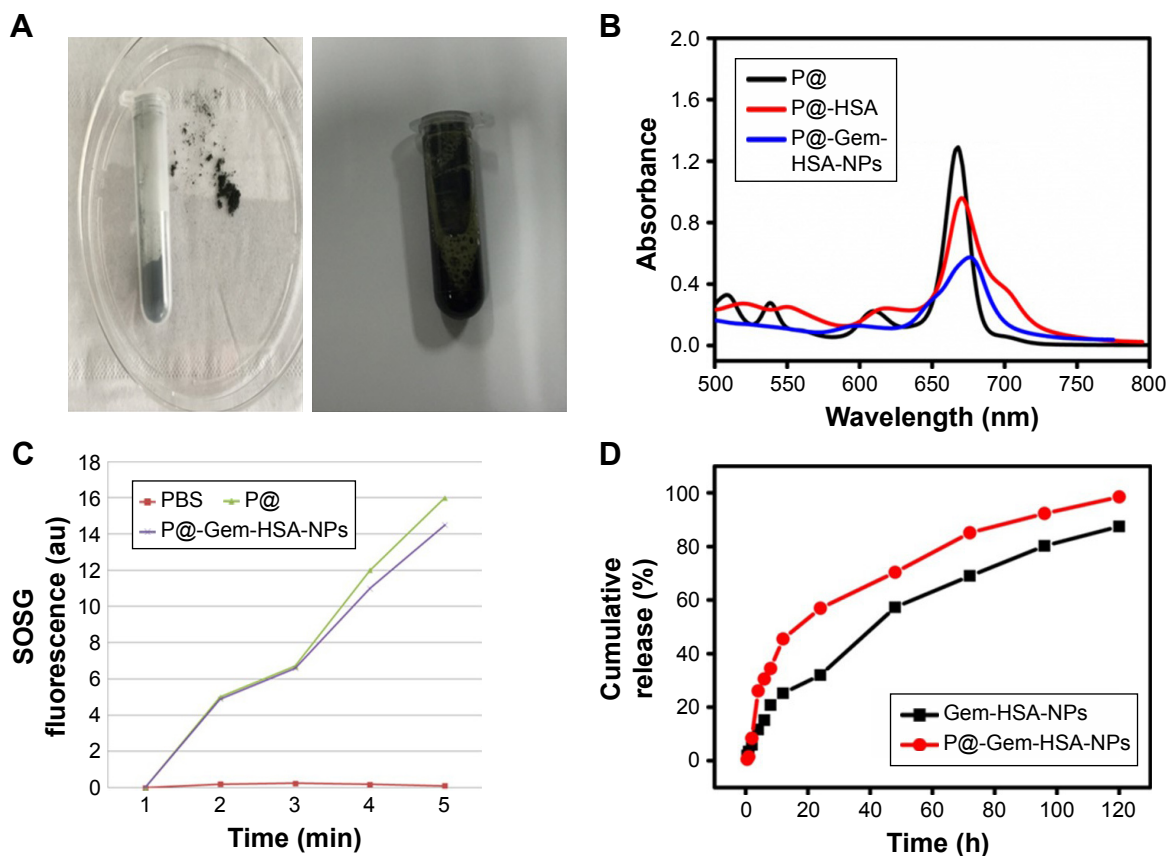 A
B
2.0
1.6
1.2
0.8
0.4
0.0
Absorbance
P@
P@-HSA
P@-Gem-
HSA-NPs
500 550 600 650 700 750 800
Wavelength (nm)
C
18
16
14
12
10
8
6
4
2
0
SOSG
fluorescence (au)
PBS P@
P@-Gem-HSA-NPs
1 2 3 4 5
Time (min)
D
100
80
60
40
20
0
Cumulative
release (%)
Gem-HSA-NPs
P@-Gem-HSA-NPs
0 20 40 60 80 100 120
Time (h)